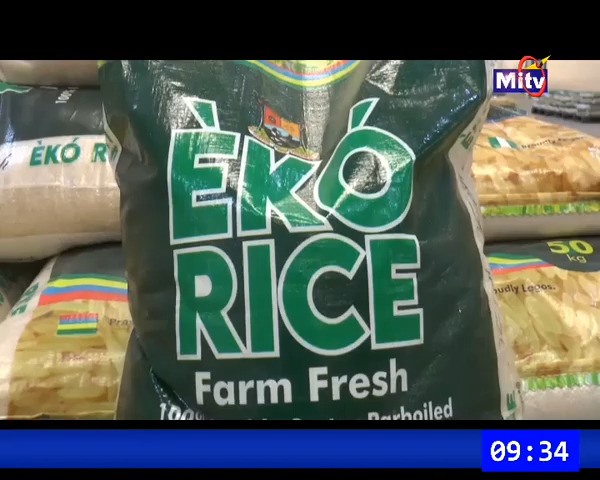 Mitv
ÈKÓ
RICE
Farm Fresh
Parboiled
ÈKÓ R
50
kg
oudly Lagos.
09:34